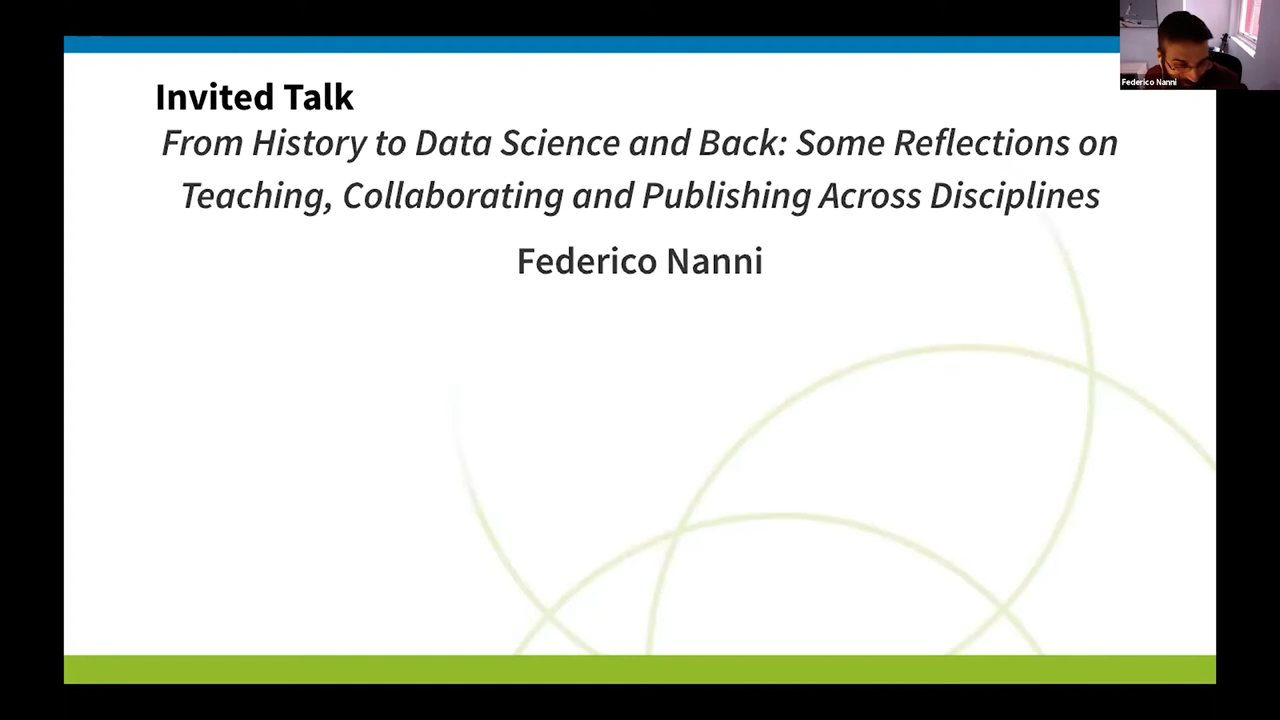 Invited Talk
From History to Data Science and Back: Some Reflections on
Teaching, Collaborating and Publishing Across Disciplines
Federico Nanni
Federico Nanni